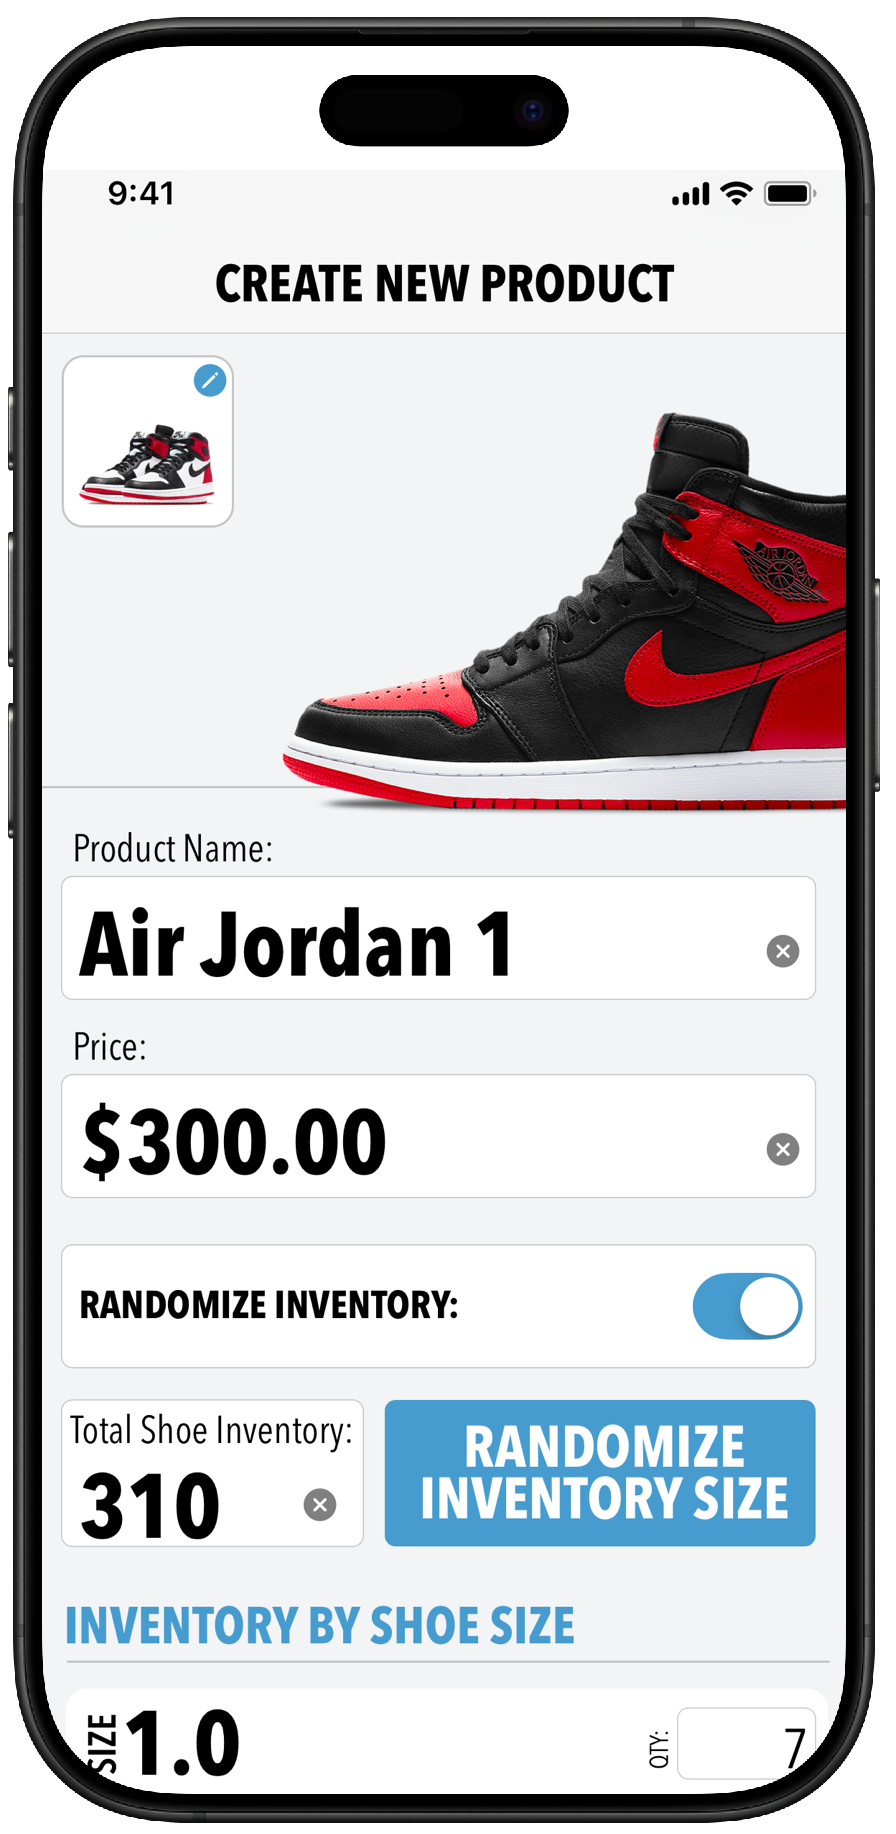 9:41
CREATE NEW PRODUCT
AIR JORDAN
Product Name:
Air Jordan 1
Price:
$300.00
RANDOMIZE INVENTORY:
Total Shoe Inventory:
310
RANDOMIZE
INVENTORY SIZE
INVENTORY BY SHOE SIZE
SIZE 1.0 QTY: 7